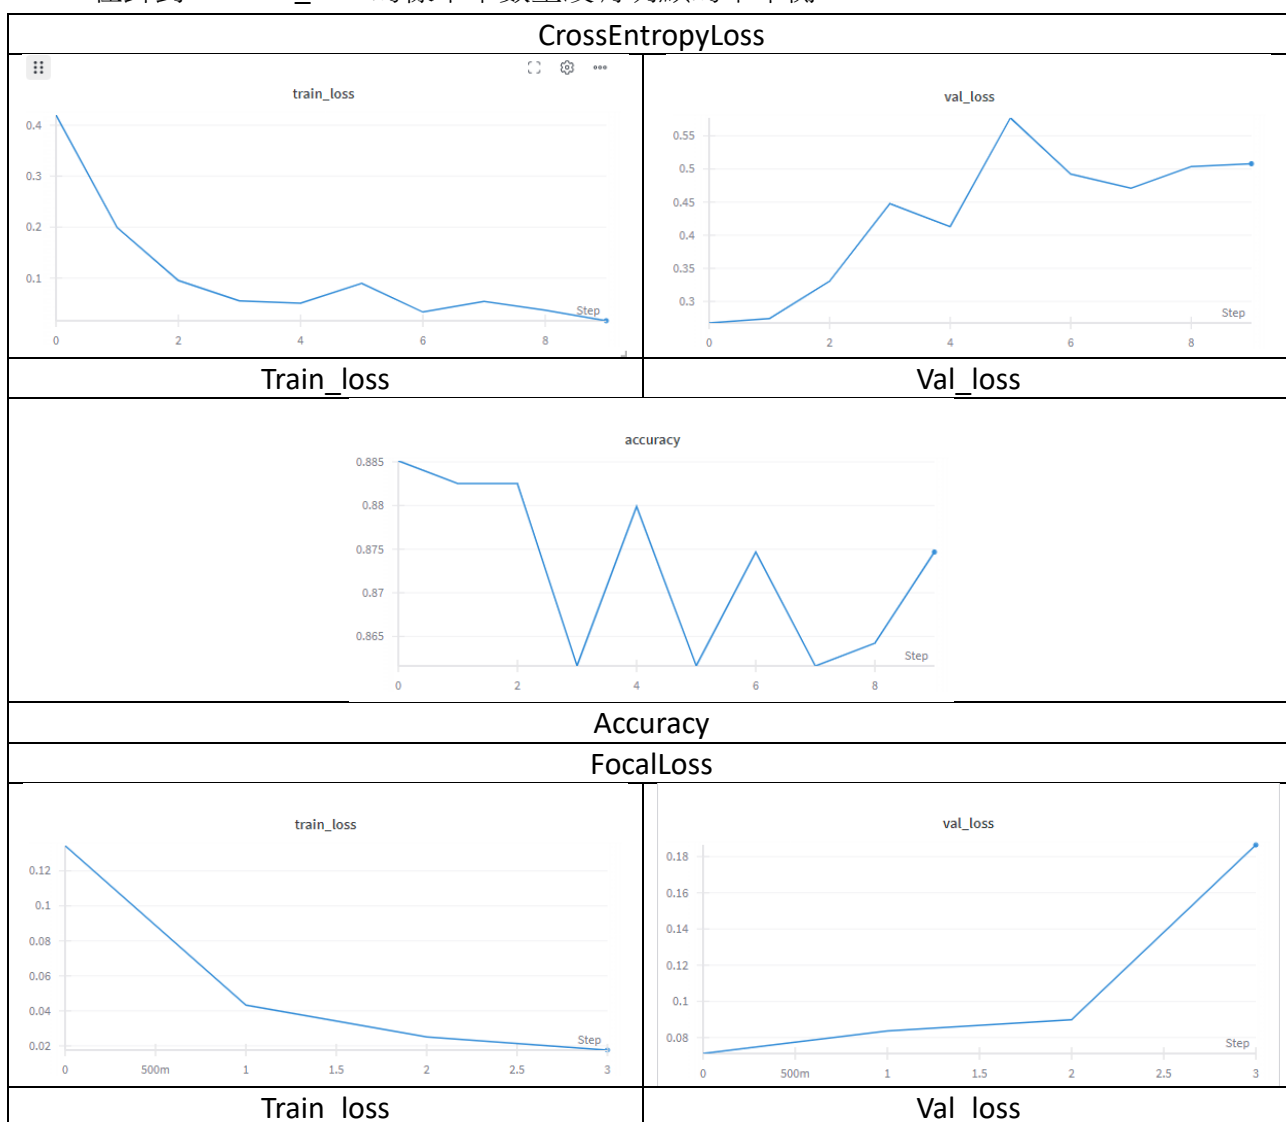 CrossEntropyLoss
train_loss
0.4
0.3
0.2
0.1
Step
0 2 4 6 8
val_loss
0.55
0.5
0.45
0.4
0.35
0.3
Step
0 2 4 6 8
Train_loss
Val_loss
accuracy
0.885
0.88
0.875
0.87
0.865
Step
0 2 4 6 8
Accuracy
FocalLoss
train_loss
0.12
0.1
0.08
0.06
0.04
0.02
Step
0 500m 1 1.5 2 2.5 3
val_loss
0.18
0.16
0.14
0.12
0.1
0.08
Step
0 500m 1 1.5 2 2.5 3
Train_loss
Val_loss